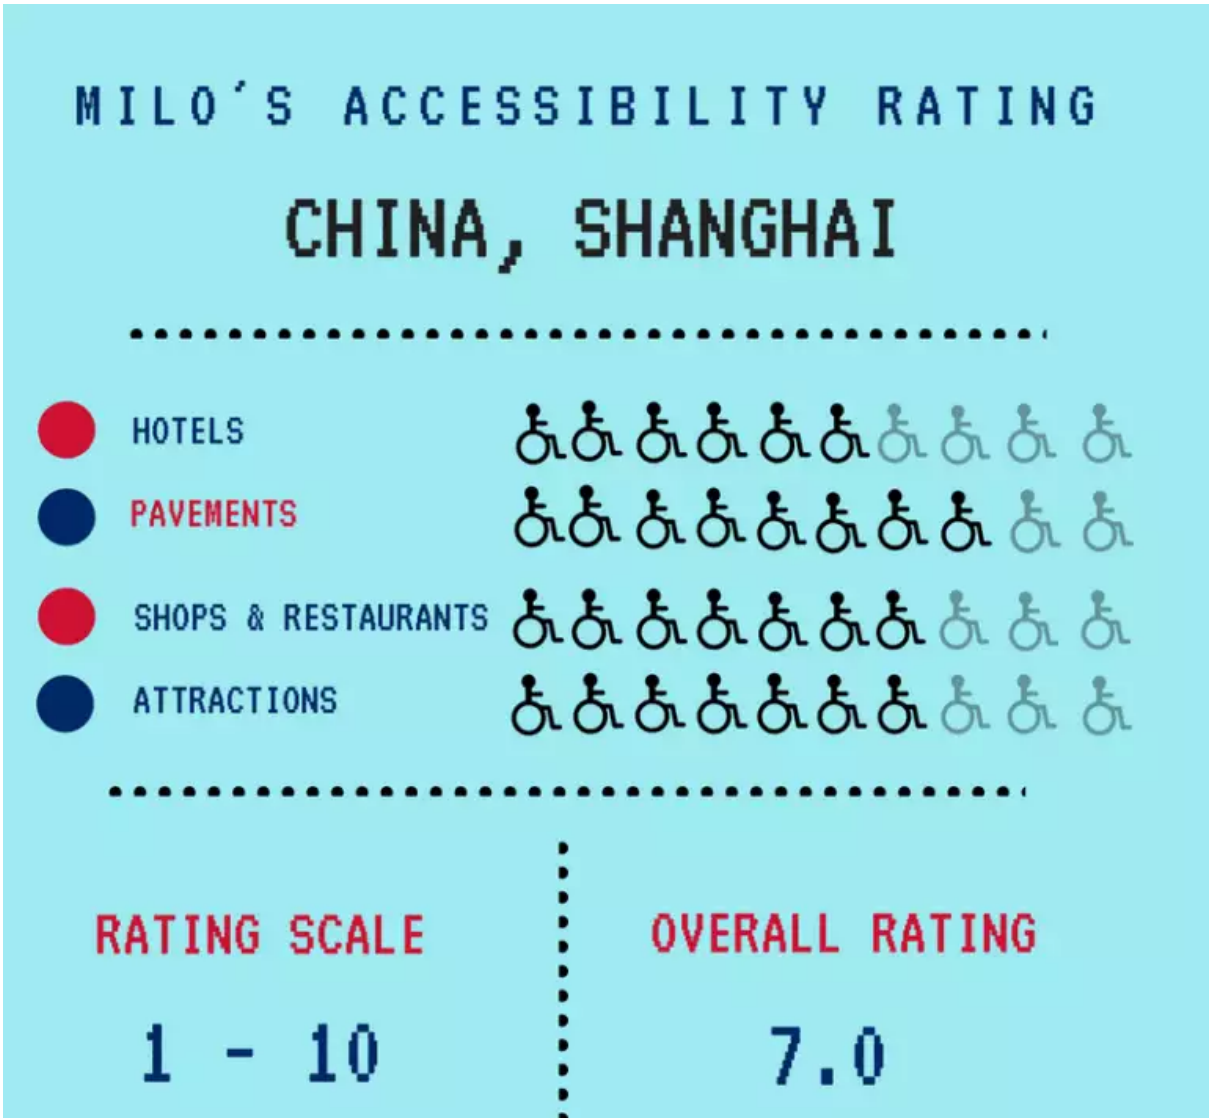 MILO´S ACCESSIBILITY RATING
CHINA, SHANGHAI
HOTELS
PAVEMENTS
SHOPS & RESTAURANTS
ATTRACTIONS
RATING SCALE
1 - 10
OVERALL RATING
7.0